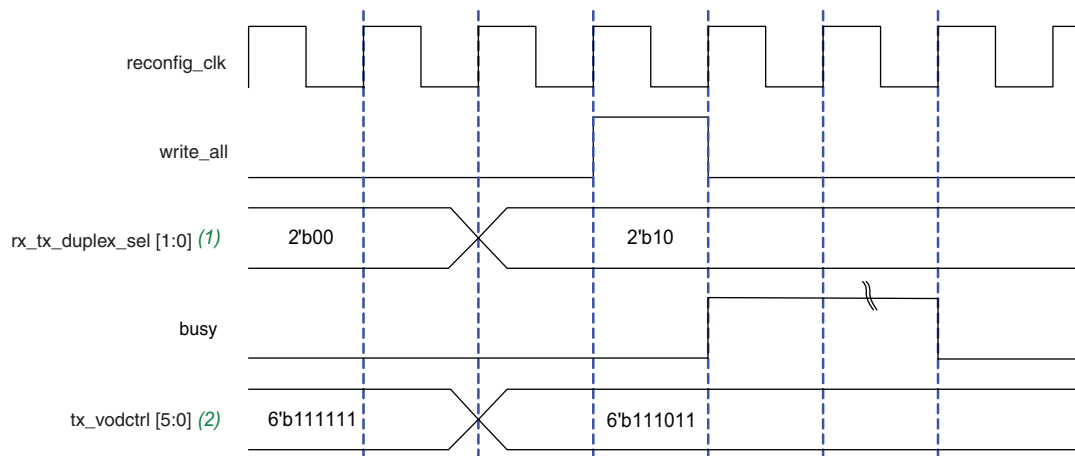 reconfig_clk
write_all
rx_tx_duplex_sel [1:0] (1) 2'b00 2'b10
busy
tx_vodctrl [5:0] (2) 6'b111111 6'b111011